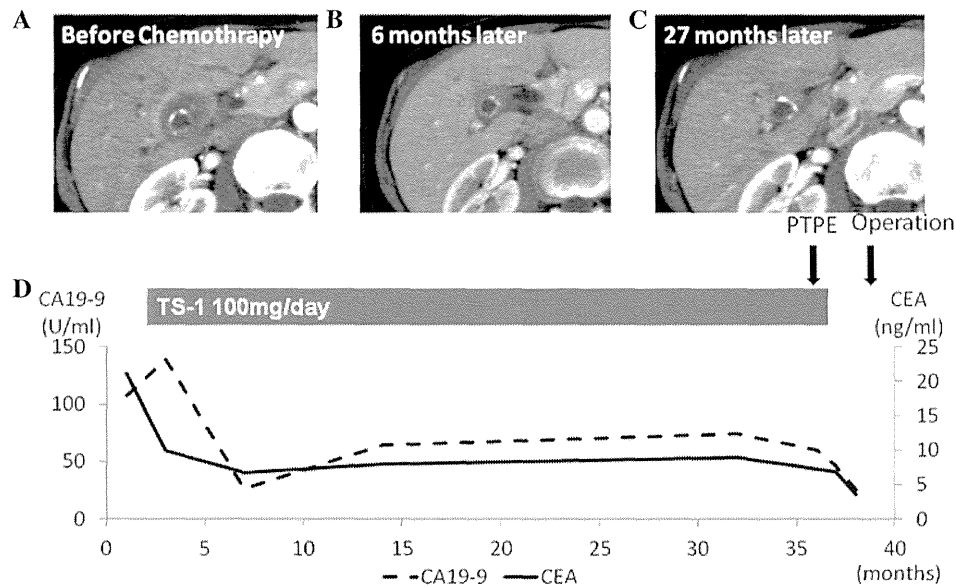 A
Before Chemothrapy
B
6 months later
C
27 months later
PTPE
Operation
D
CA19-9
(U/ml)
TS-1 100mg/day
CEA
(ng/ml)
150
100
50
0
25
20
15
10
5
0
0 5 10 15 20 25 30 35 40
(months)
CA19-9 CEA